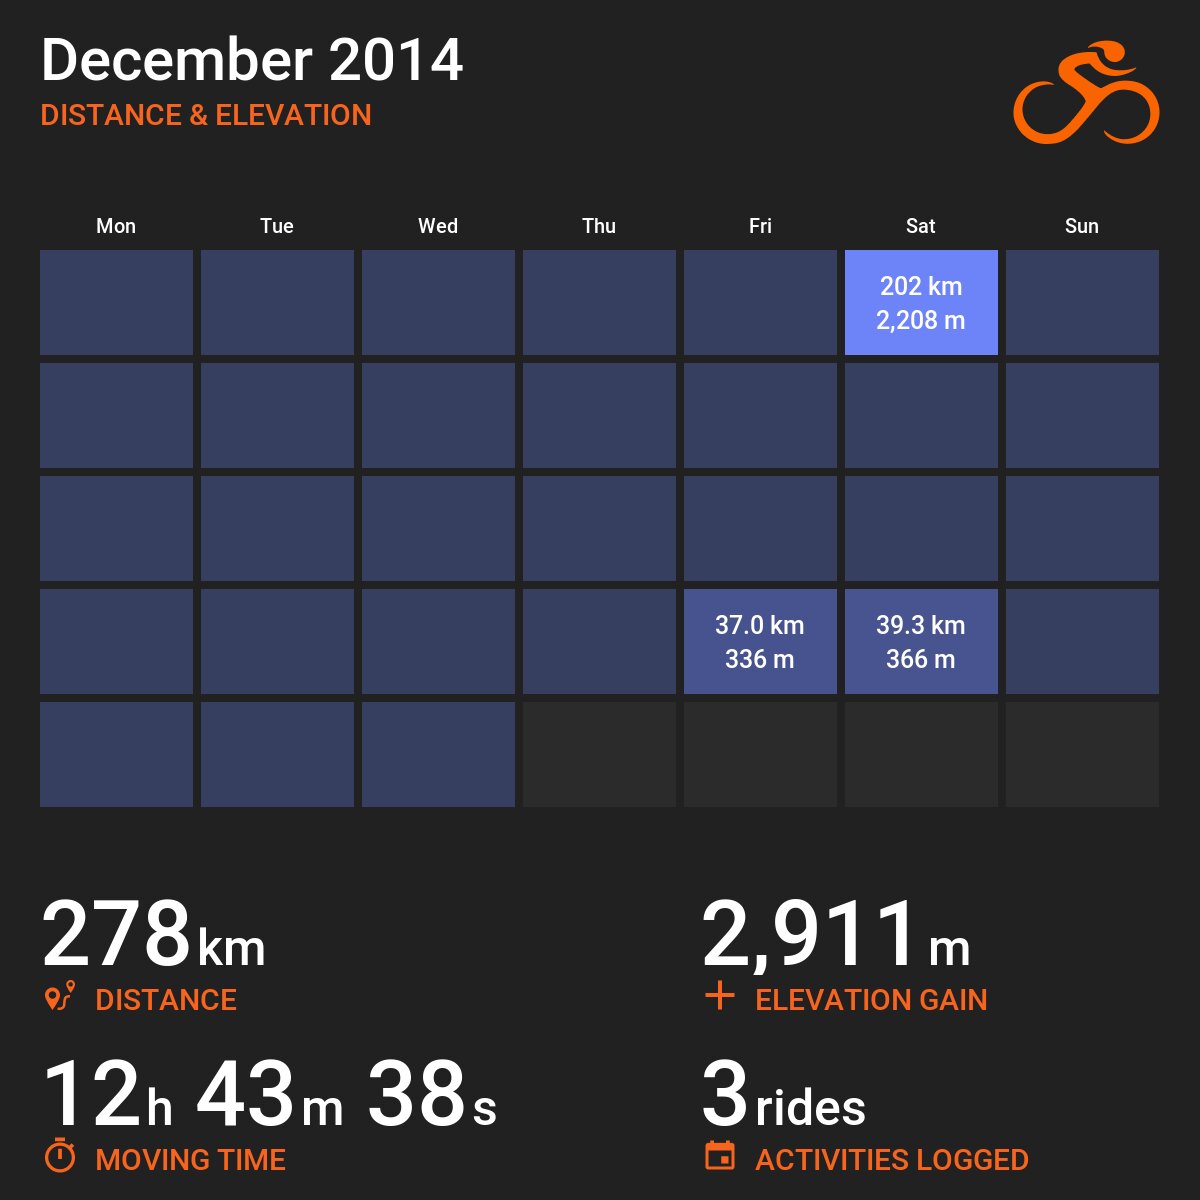 December 2014
DISTANCE & ELEVATION
Mon Tue Wed Thu Fri Sat Sun
202 km
2,208 m
37.0 km 39.3 km
336 m 366 m
278 km 2,911 m
DISTANCE ELEVATION GAIN
12h 43m 38s 3 rides
MOVING TIME ACTIVITIES LOGGED